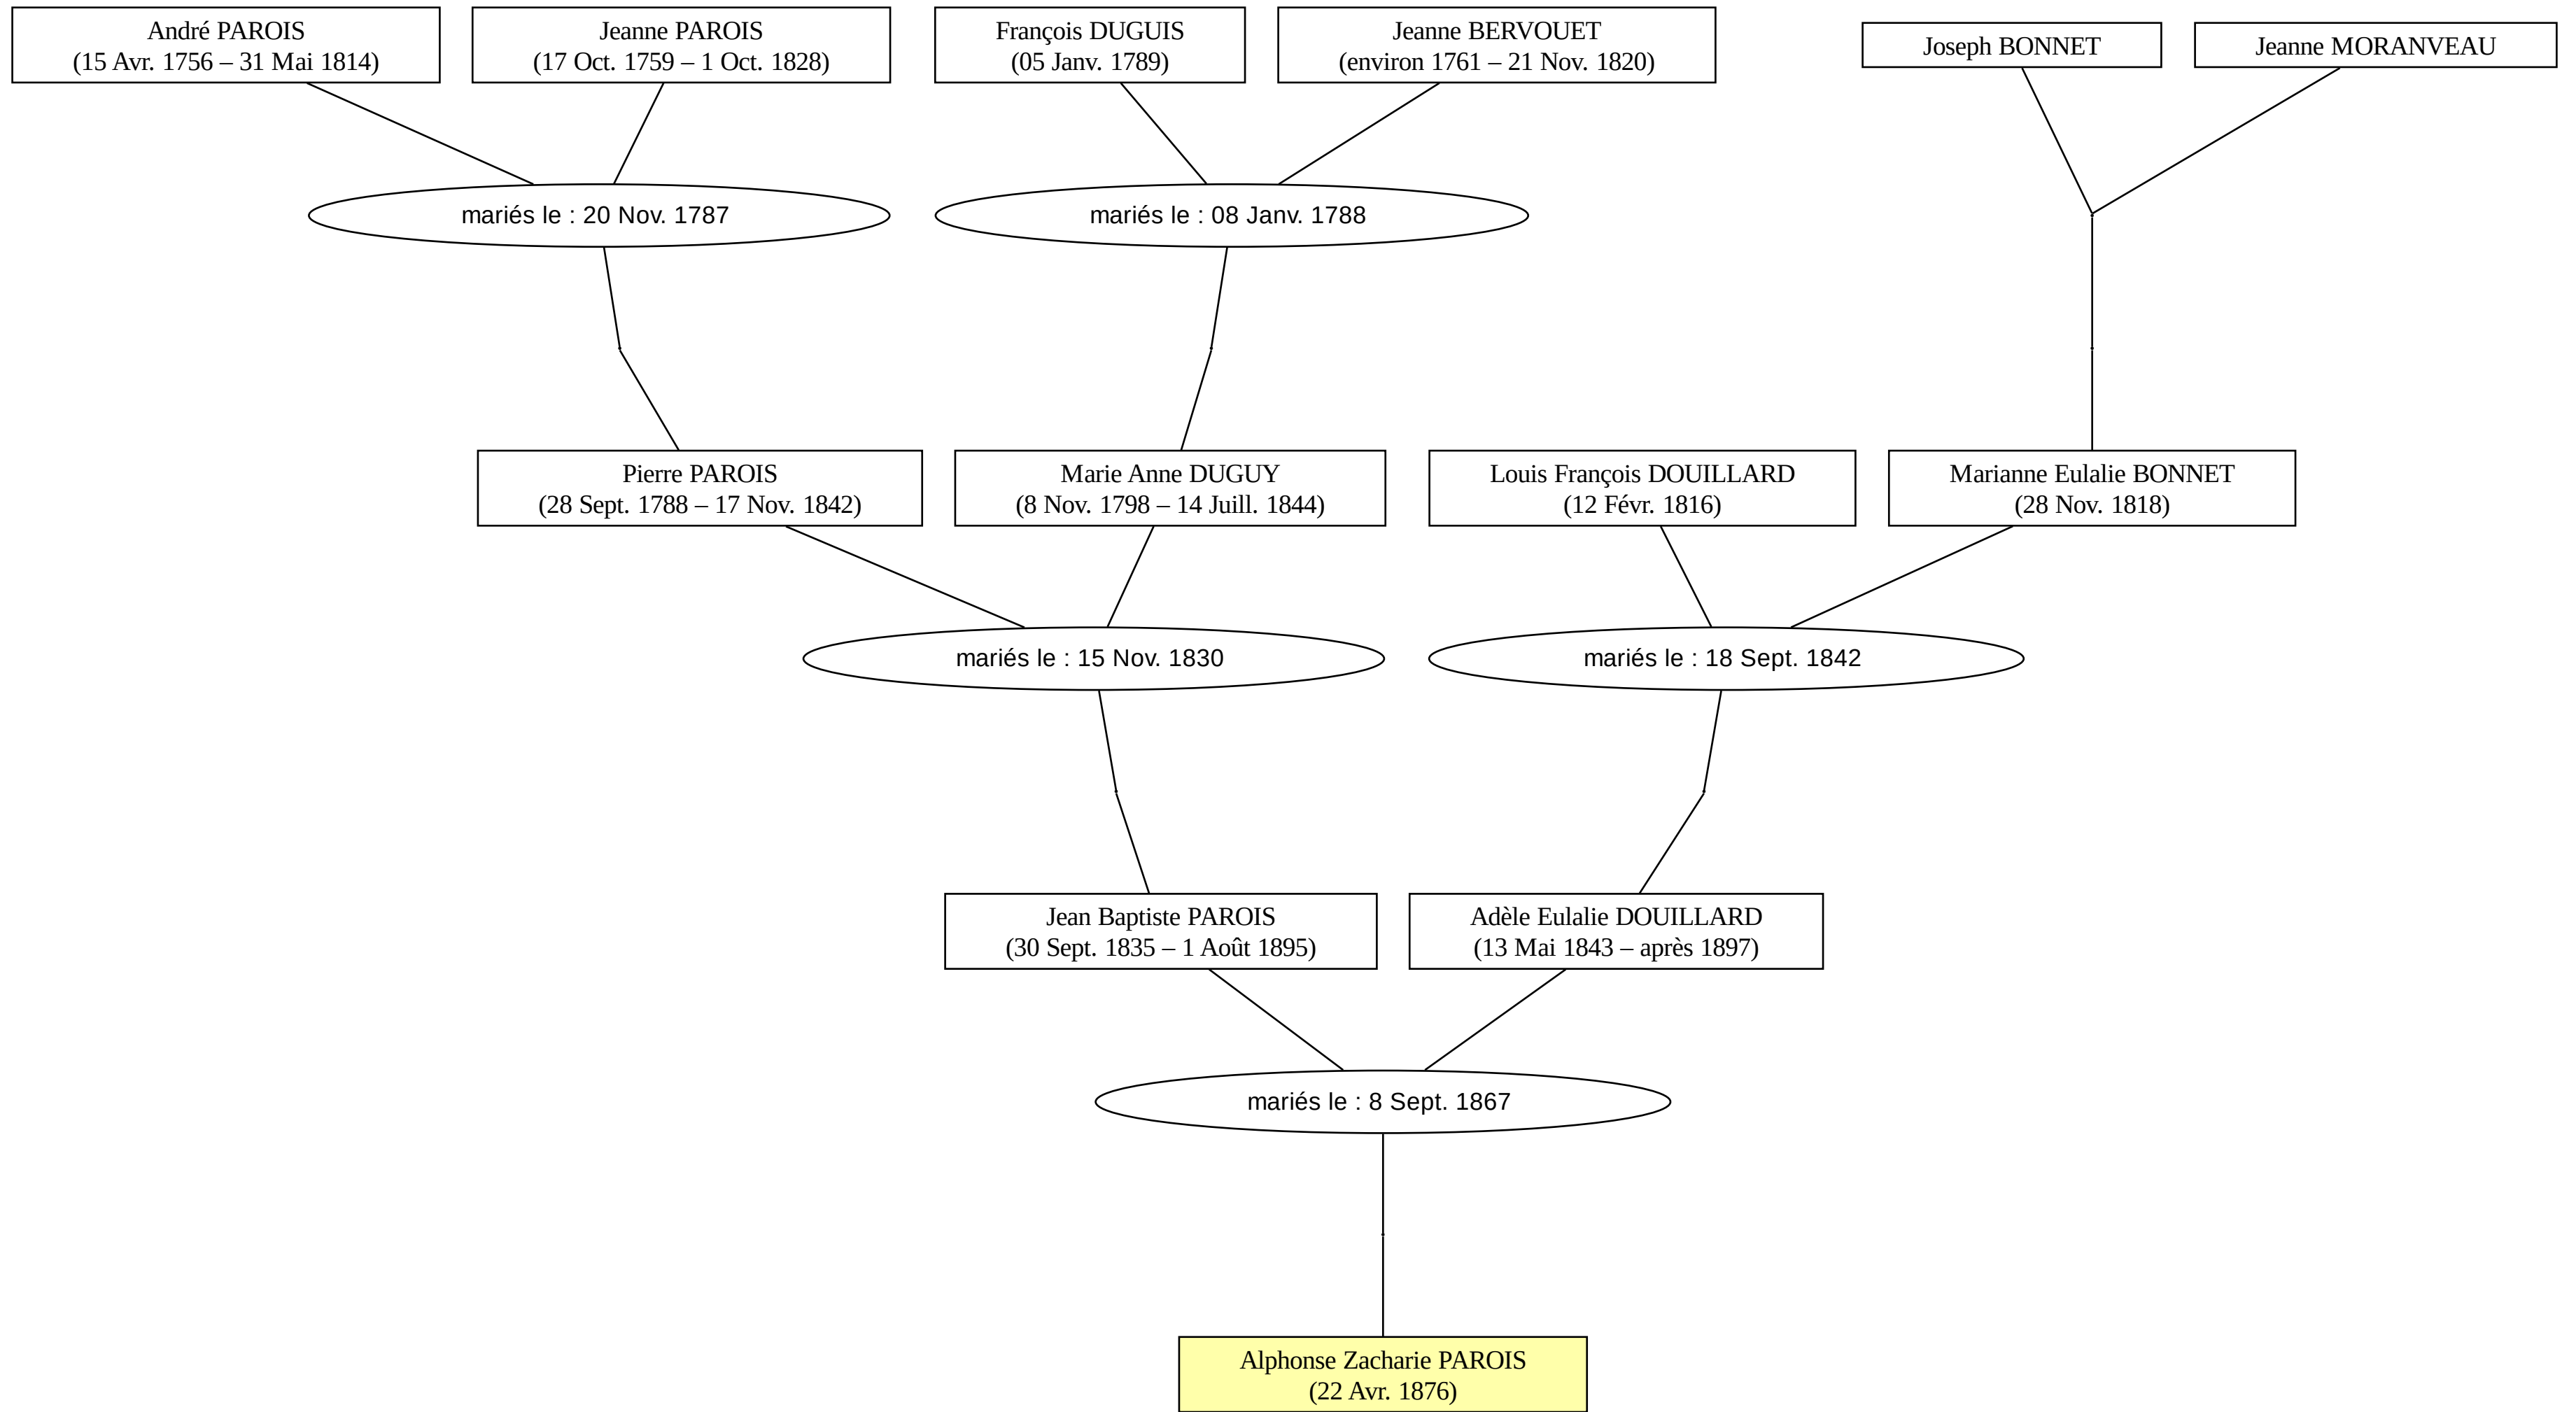 André PAROIS
(15 Avr. 1756 – 31 Mai 1814)
Jeanne PAROIS
(17 Oct. 1759 – 1 Oct. 1828)
François DUGUIS
(05 Janv. 1789)
Jeanne BERVOUET
(environ 1761 – 21 Nov. 1820)
Joseph BONNET
Jeanne MORANVEAU
mariés le : 20 Nov. 1787
mariés le : 08 Janv. 1788
Pierre PAROIS
(28 Sept. 1788 – 17 Nov. 1842)
Marie Anne DUGUY
(8 Nov. 1798 – 14 Juill. 1844)
Louis François DOUILLARD
(12 Févr. 1816)
Marianne Eulalie BONNET
(28 Nov. 1818)
mariés le : 15 Nov. 1830
mariés le : 18 Sept. 1842
Jean Baptiste PAROIS
(30 Sept. 1835 – 1 Août 1895)
Adèle Eulalie DOUILLARD
(13 Mai 1843 – après 1897)
mariés le : 8 Sept. 1867
Alphonse Zacharie PAROIS
(22 Avr. 1876)